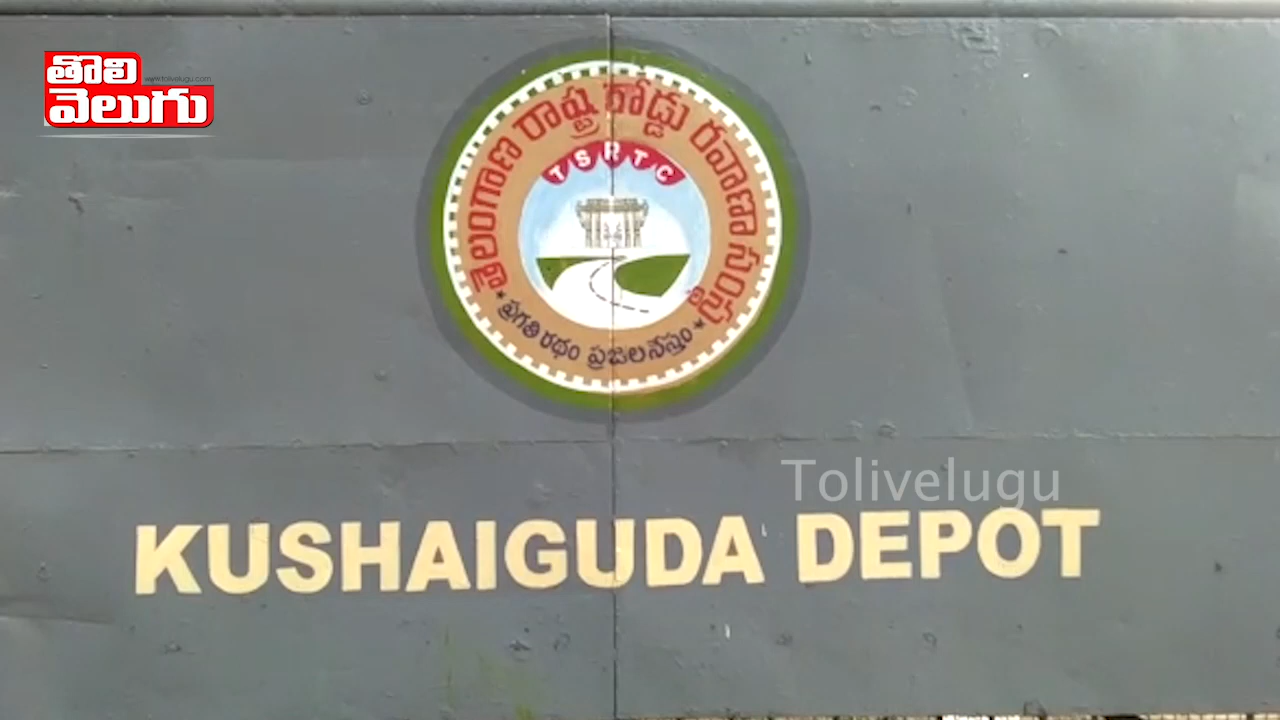 తొలి
www.tolivelugu.com
వెలుగు
తెలంగాణ రాష్ట్ర రోడ్డు రవాణా సంస్థ
TSRTC
* ప్రగతి రథం ప్రజల నేస్తం *
Tolivelugu
KUSHAIGUDA DEPOT